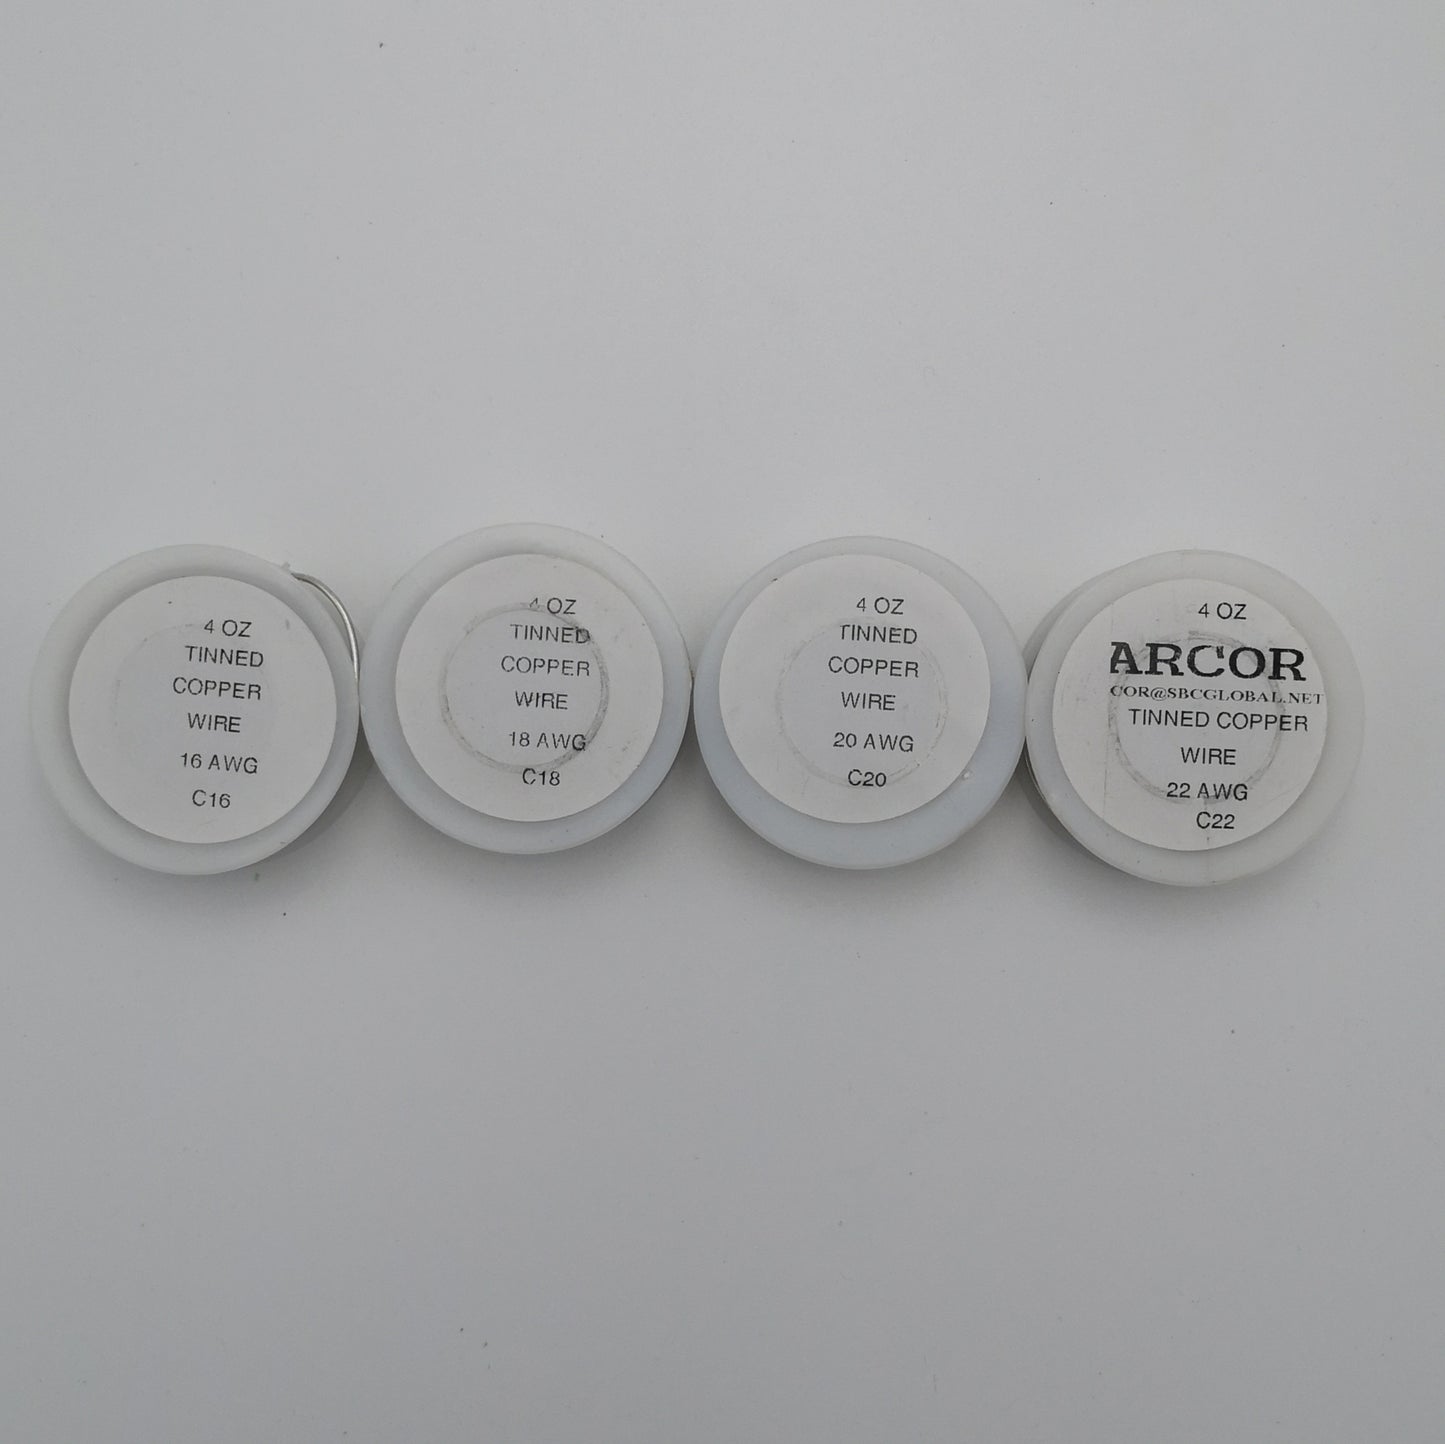 4 OZ
TINNED
COPPER
WIRE
16 AWG
C16
4 OZ
TINNED
COPPER
WIRE
18 AWG
C18
4 OZ
TINNED
COPPER
WIRE
20 AWG
C20
4 OZ
ARCOR
COR@SBCGLOBAL.NET
TINNED COPPER
WIRE
22 AWG
C22